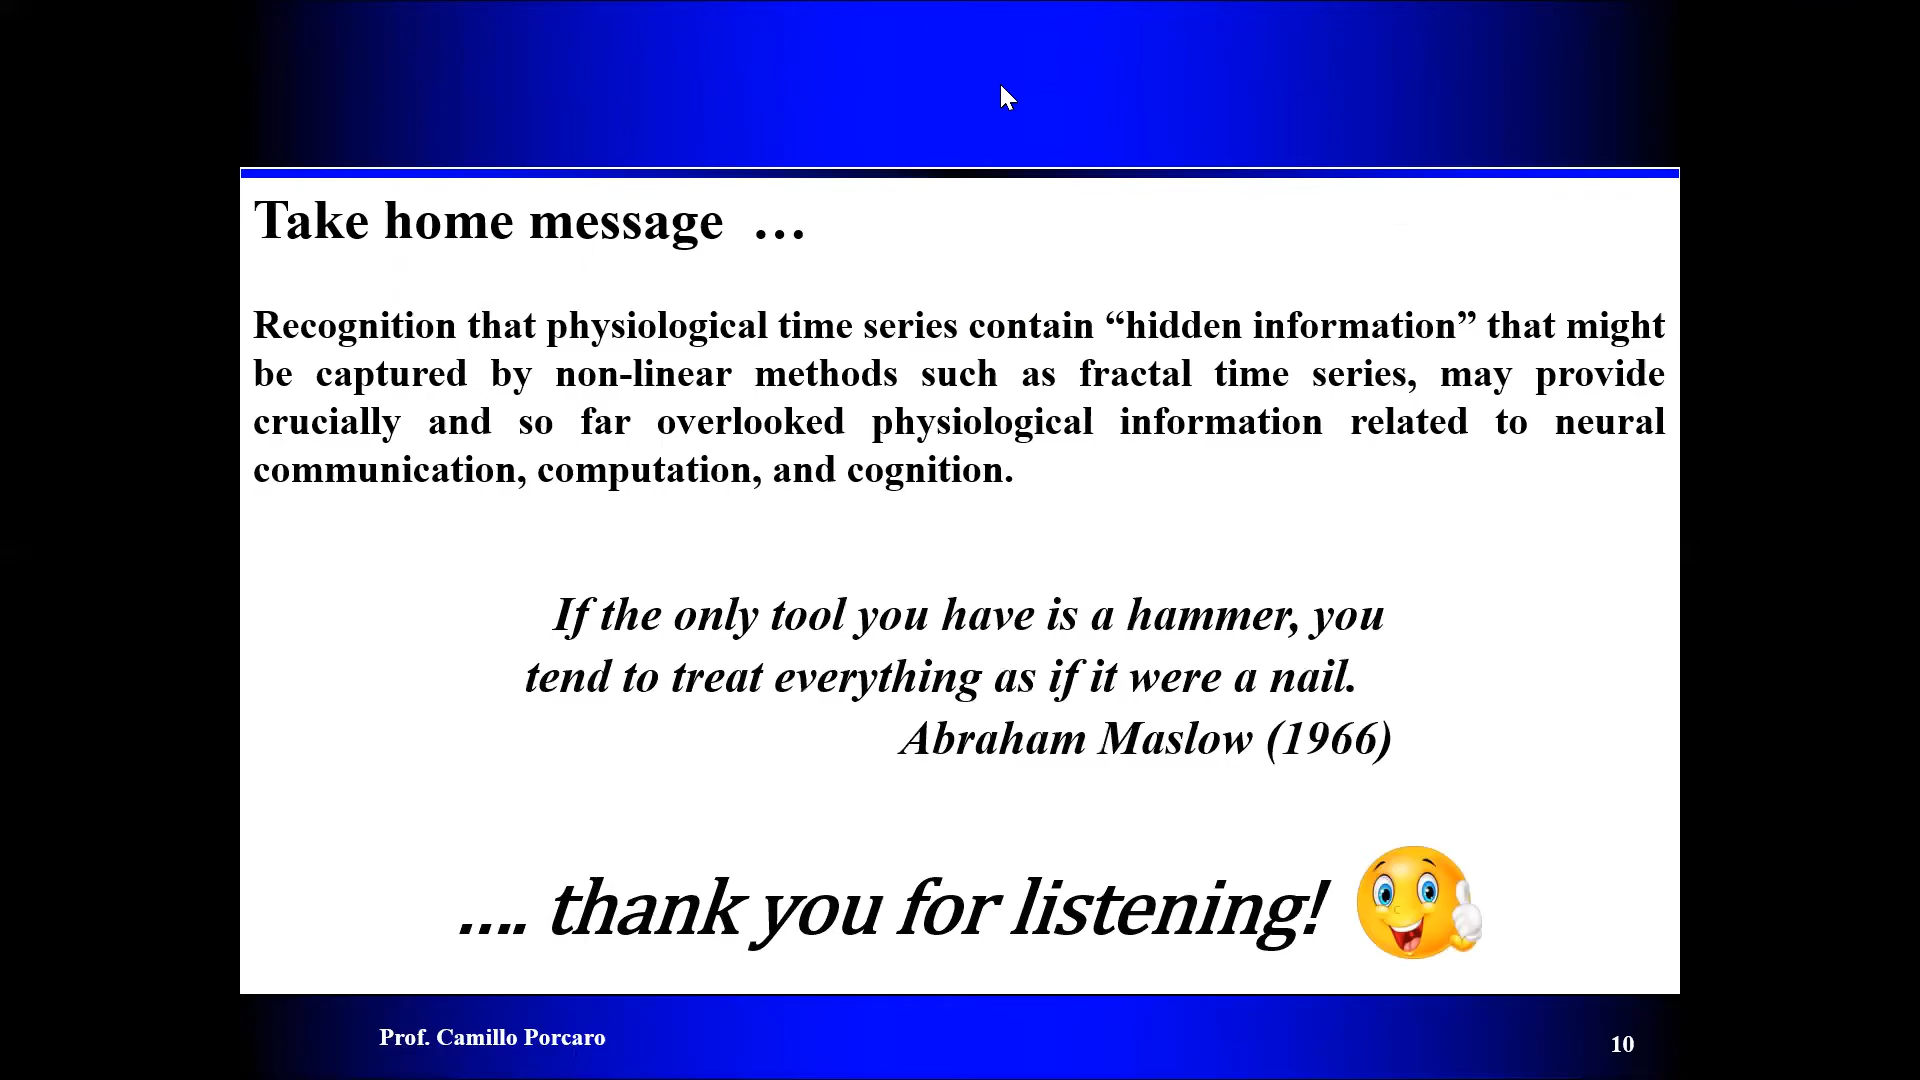 Take home message …
Recognition that physiological time series contain “hidden information” that might
be captured by non-linear methods such as fractal time series, may provide
crucially and so far overlooked physiological information related to neural
communication, computation, and cognition.
If the only tool you have is a hammer, you
tend to treat everything as if it were a nail.
Abraham Maslow (1966)
.... thank you for listening!
Prof. Camillo Porcaro
10